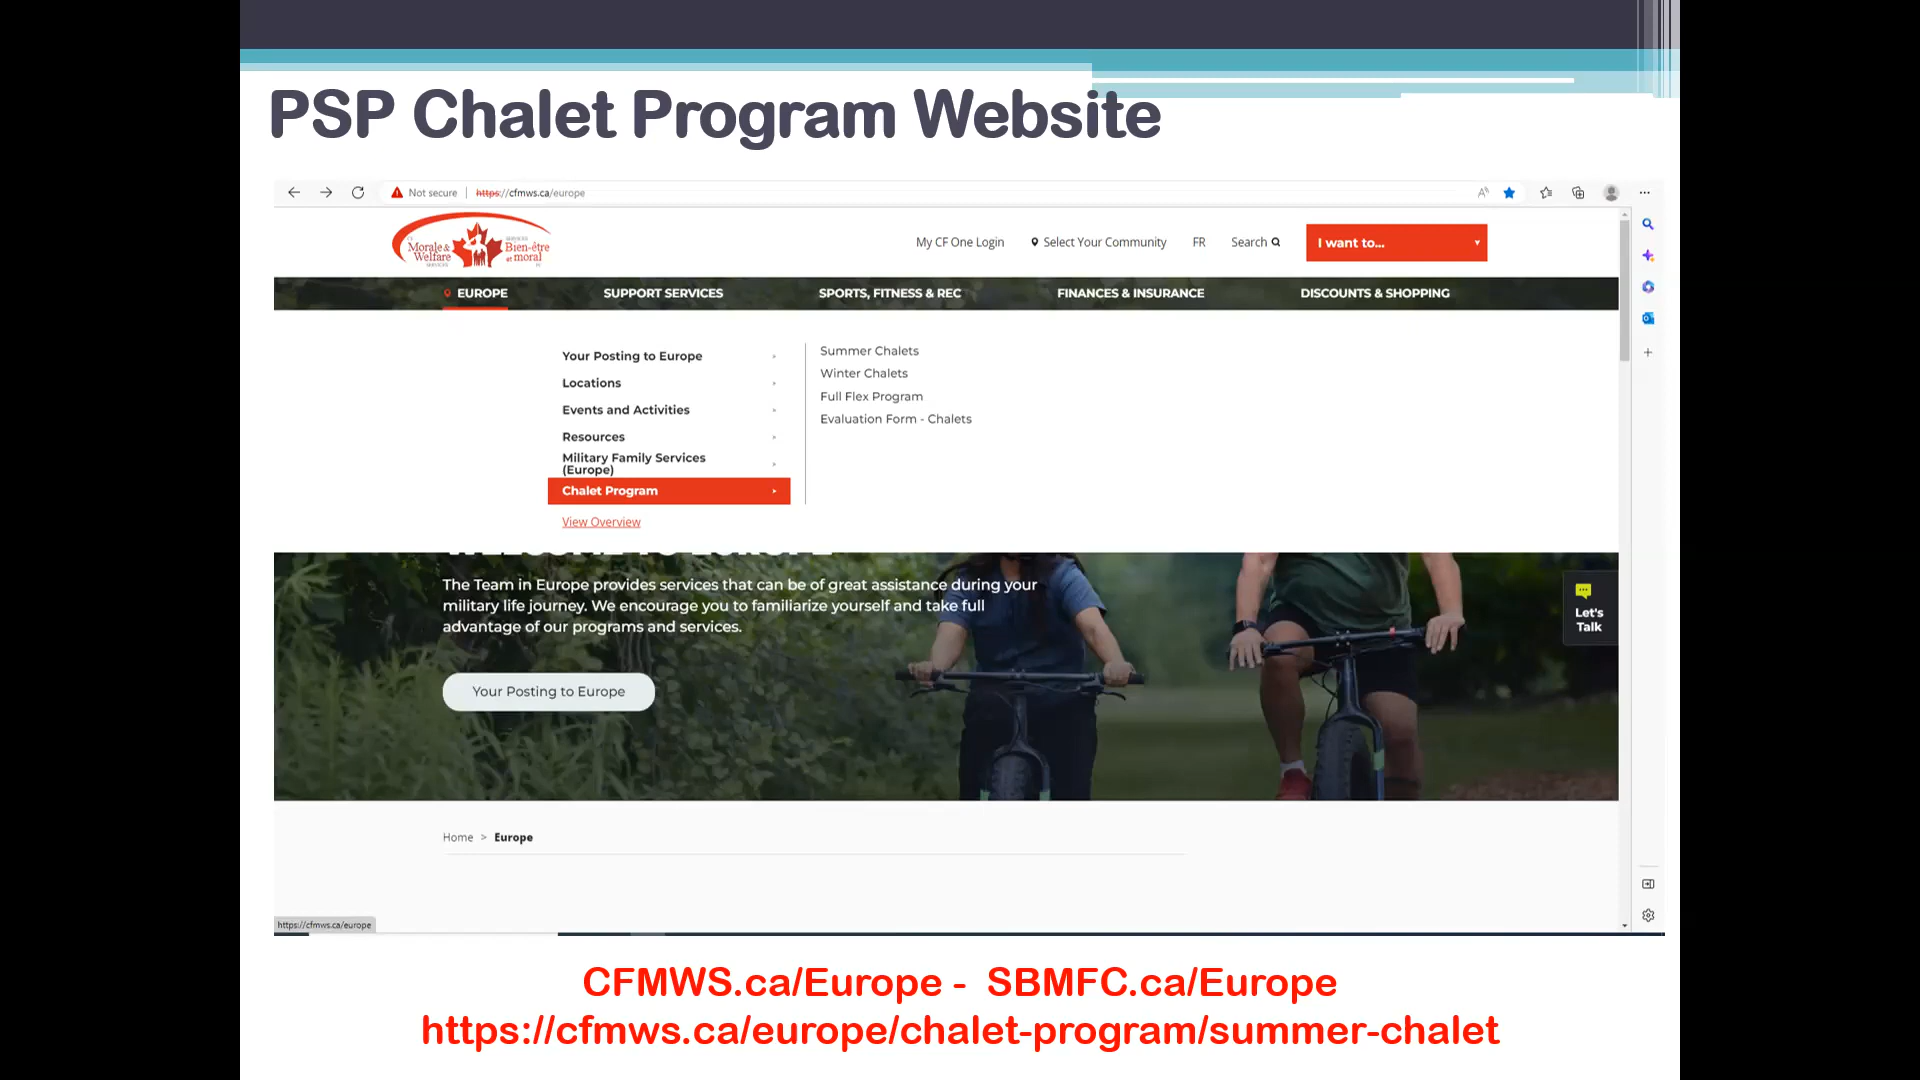 PSP Chalet Program Website
Not secure | https://cfmws.ca/europe
CF
Morale &
Welfare
SERVICES
SERVICES
Bien-être
et moral
FC
My CF One Login
Select Your Community
FR
Search
I want to...
EUROPE
SUPPORT SERVICES
SPORTS, FITNESS & REC
FINANCES & INSURANCE
DISCOUNTS & SHOPPING
Your Posting to Europe
Locations
Events and Activities
Resources
Military Family Services
(Europe)
Chalet Program
View Overview
Summer Chalets
Winter Chalets
Full Flex Program
Evaluation Form - Chalets
The Team in Europe provides services that can be of great assistance during your
military life journey. We encourage you to familiarize yourself and take full
advantage of our programs and services.
Your Posting to Europe
Let's
Talk
Home > Europe
https://cfmws.ca/europe
CFMWS.ca/Europe - SBMFC.ca/Europe
https://cfmws.ca/europe/chalet-program/summer-chalet